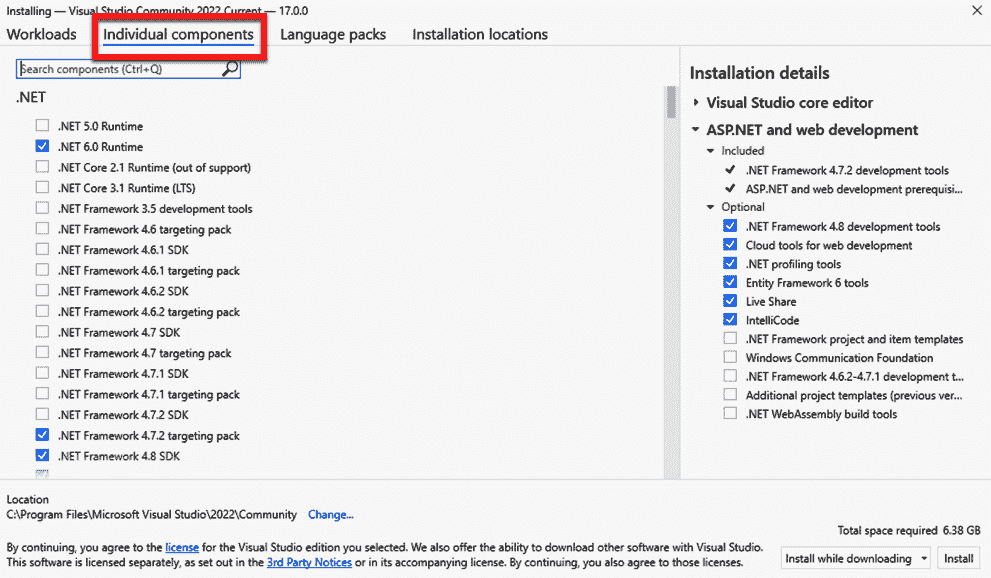 Installing — Visual Studio Community 2022 Current — 17.0.0
Workloads Individual components Language packs Installation locations
Search components (Ctrl+Q)
.NET
.NET 5.0 Runtime
.NET 6.0 Runtime
.NET Core 2.1 Runtime (out of support)
.NET Core 3.1 Runtime (LTS)
.NET Framework 3.5 development tools
.NET Framework 4.6 targeting pack
.NET Framework 4.6.1 SDK
.NET Framework 4.6.1 targeting pack
.NET Framework 4.6.2 SDK
.NET Framework 4.6.2 targeting pack
.NET Framework 4.7 SDK
.NET Framework 4.7 targeting pack
.NET Framework 4.7.1 SDK
.NET Framework 4.7.1 targeting pack
.NET Framework 4.7.2 SDK
.NET Framework 4.7.2 targeting pack
.NET Framework 4.8 SDK
Installation details
Visual Studio core editor
ASP.NET and web development
Included
.NET Framework 4.7.2 development tools
ASP.NET and web development prerequisi...
Optional
.NET Framework 4.8 development tools
Cloud tools for web development
.NET profiling tools
Entity Framework 6 tools
Live Share
IntelliCode
.NET Framework project and item templates
Windows Communication Foundation
.NET Framework 4.6.2-4.7.1 development t...
Additional project templates (previous ver...
.NET WebAssembly build tools
Location
C:\Program Files\Microsoft Visual Studio\2022\Community Change...
Total space required 6.38 GB
By continuing, you agree to the license for the Visual Studio edition you selected. We also offer the ability to download other software with Visual Studio.
This software is licensed separately, as set out in the 3rd Party Notices or in its accompanying license. By continuing, you also agree to those licenses.
Install while downloading Install